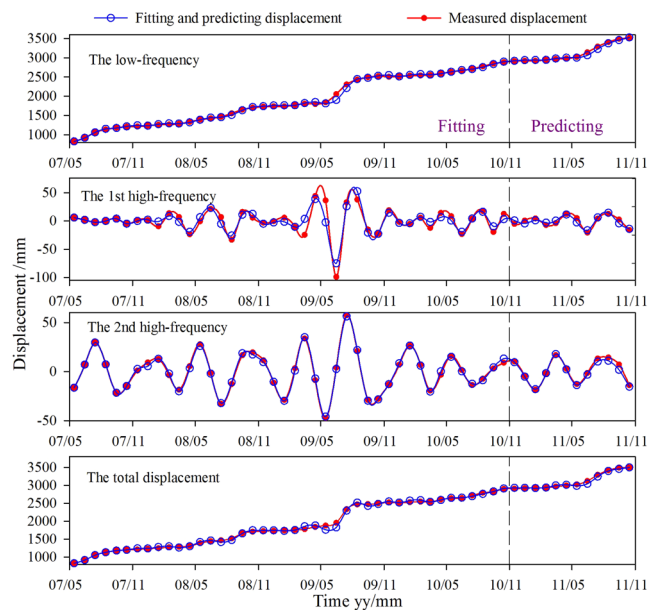 Fitting and predicting displacement Measured displacement
3500
The low-frequency
3000
2500
2000
1500
Fitting Predicting
1000
07/05 07/11 08/05 08/11 09/05 09/11 10/05 10/11 11/05 11/11
50
The 1st high-frequency
0
-50
-100
07/05 07/11 08/05 08/11 09/05 09/11 10/05 10/11 11/05 11/11
Displacement /mm
50
The 2nd high-frequency
0
-50
07/05 07/11 08/05 08/11 09/05 09/11 10/05 10/11 11/05 11/11
3500
The total displacement
3000
2500
2000
1500
1000
07/05 07/11 08/05 08/11 09/05 09/11 10/05 10/11 11/05 11/11
Time yy/mm